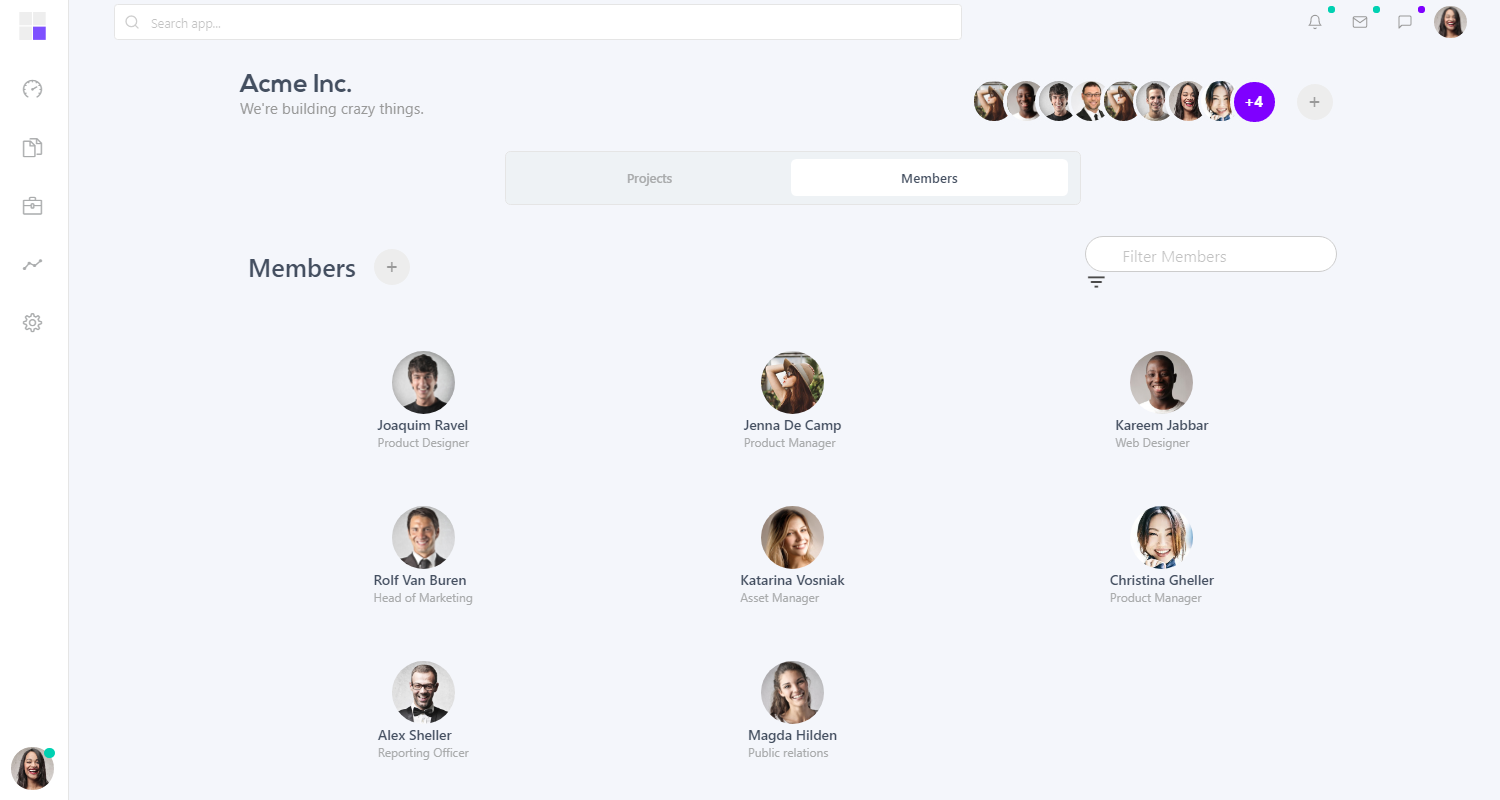 Search app...
Acme Inc.
We're building crazy things.
+4
Projects
Members
Members
Filter Members
Joaquim Ravel
Product Designer
Jenna De Camp
Product Manager
Kareem Jabbar
Web Designer
Rolf Van Buren
Head of Marketing
Katarina Vosniak
Asset Manager
Christina Gheller
Product Manager
Alex Sheller
Reporting Officer
Magda Hilden
Public relations